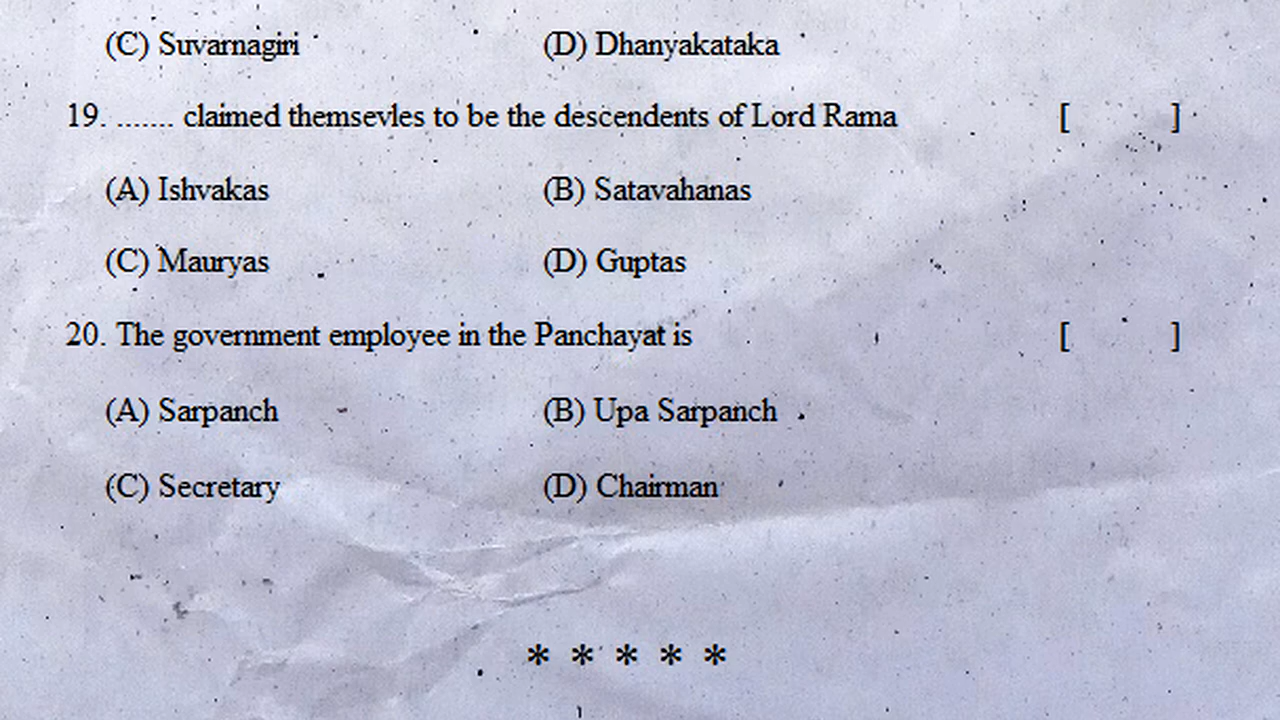 (C) Suvarnagiri (D) Dhanyakataka
19. ....... claimed themsevles to be the descendents of Lord Rama [ ]
(A) Ishvakas (B) Satavahanas
(C) Mauryas (D) Guptas
20. The government employee in the Panchayat is [ ]
(A) Sarpanch (B) Upa Sarpanch
(C) Secretary (D) Chairman
* * * * *